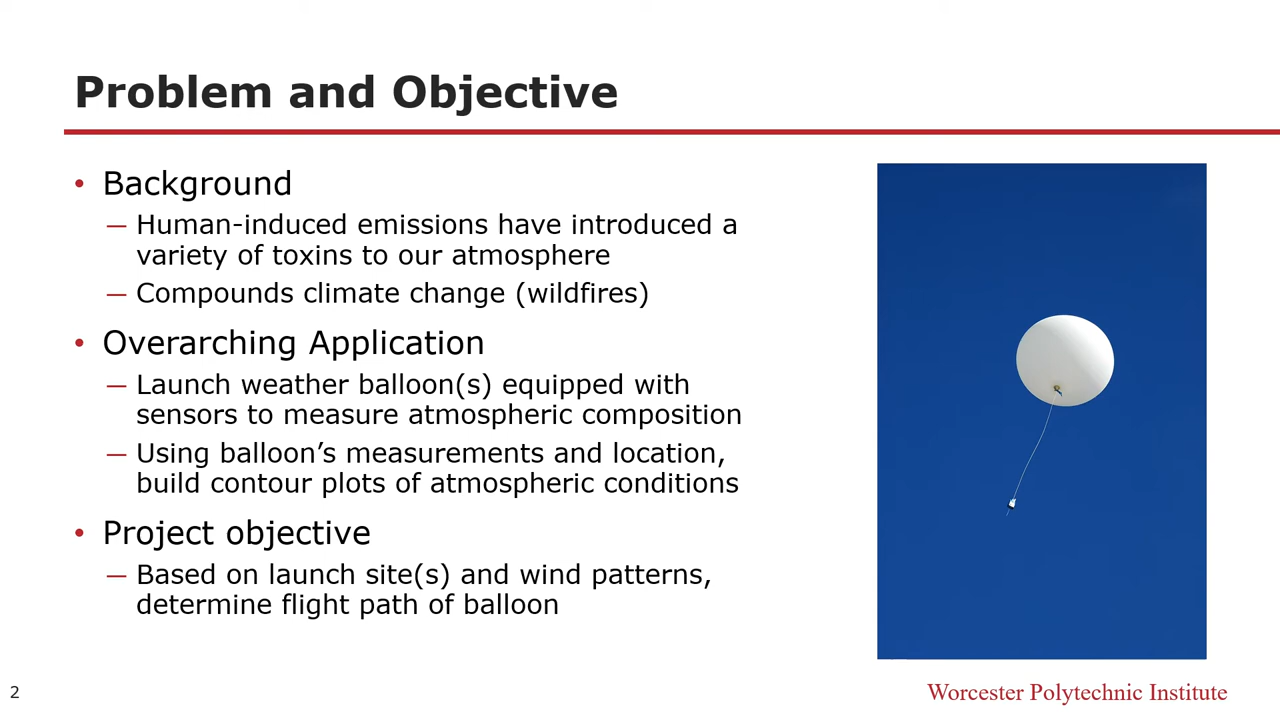 Problem and Objective
• Background
— Human-induced emissions have introduced a
variety of toxins to our atmosphere
— Compounds climate change (wildfires)
• Overarching Application
— Launch weather balloon(s) equipped with
sensors to measure atmospheric composition
— Using balloon’s measurements and location,
build contour plots of atmospheric conditions
• Project objective
— Based on launch site(s) and wind patterns,
determine flight path of balloon
2
Worcester Polytechnic Institute